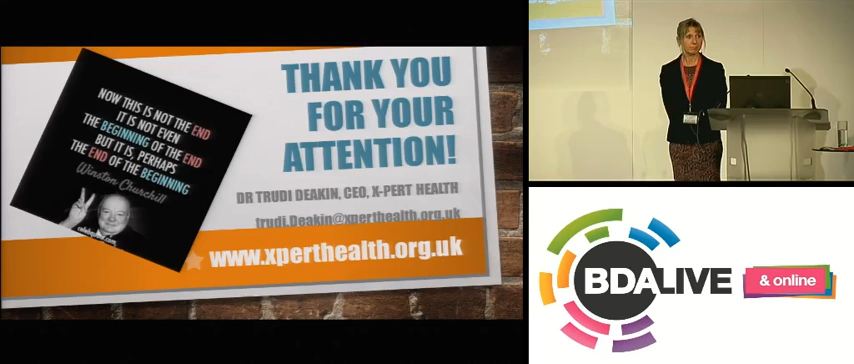 NOW THIS IS NOT THE END
IT IS NOT EVEN
THE BEGINNING OF THE END
BUT IT IS, PERHAPS
THE END OF THE BEGINNING
Winston Churchill
THANK YOU
FOR YOUR
ATTENTION!
DR TRUDI DEAKIN, CEO, X-PERT HEALTH
trudi.Deakin@xperthealth.org.uk
www.xperthealth.org.uk
BDALIVE
& online